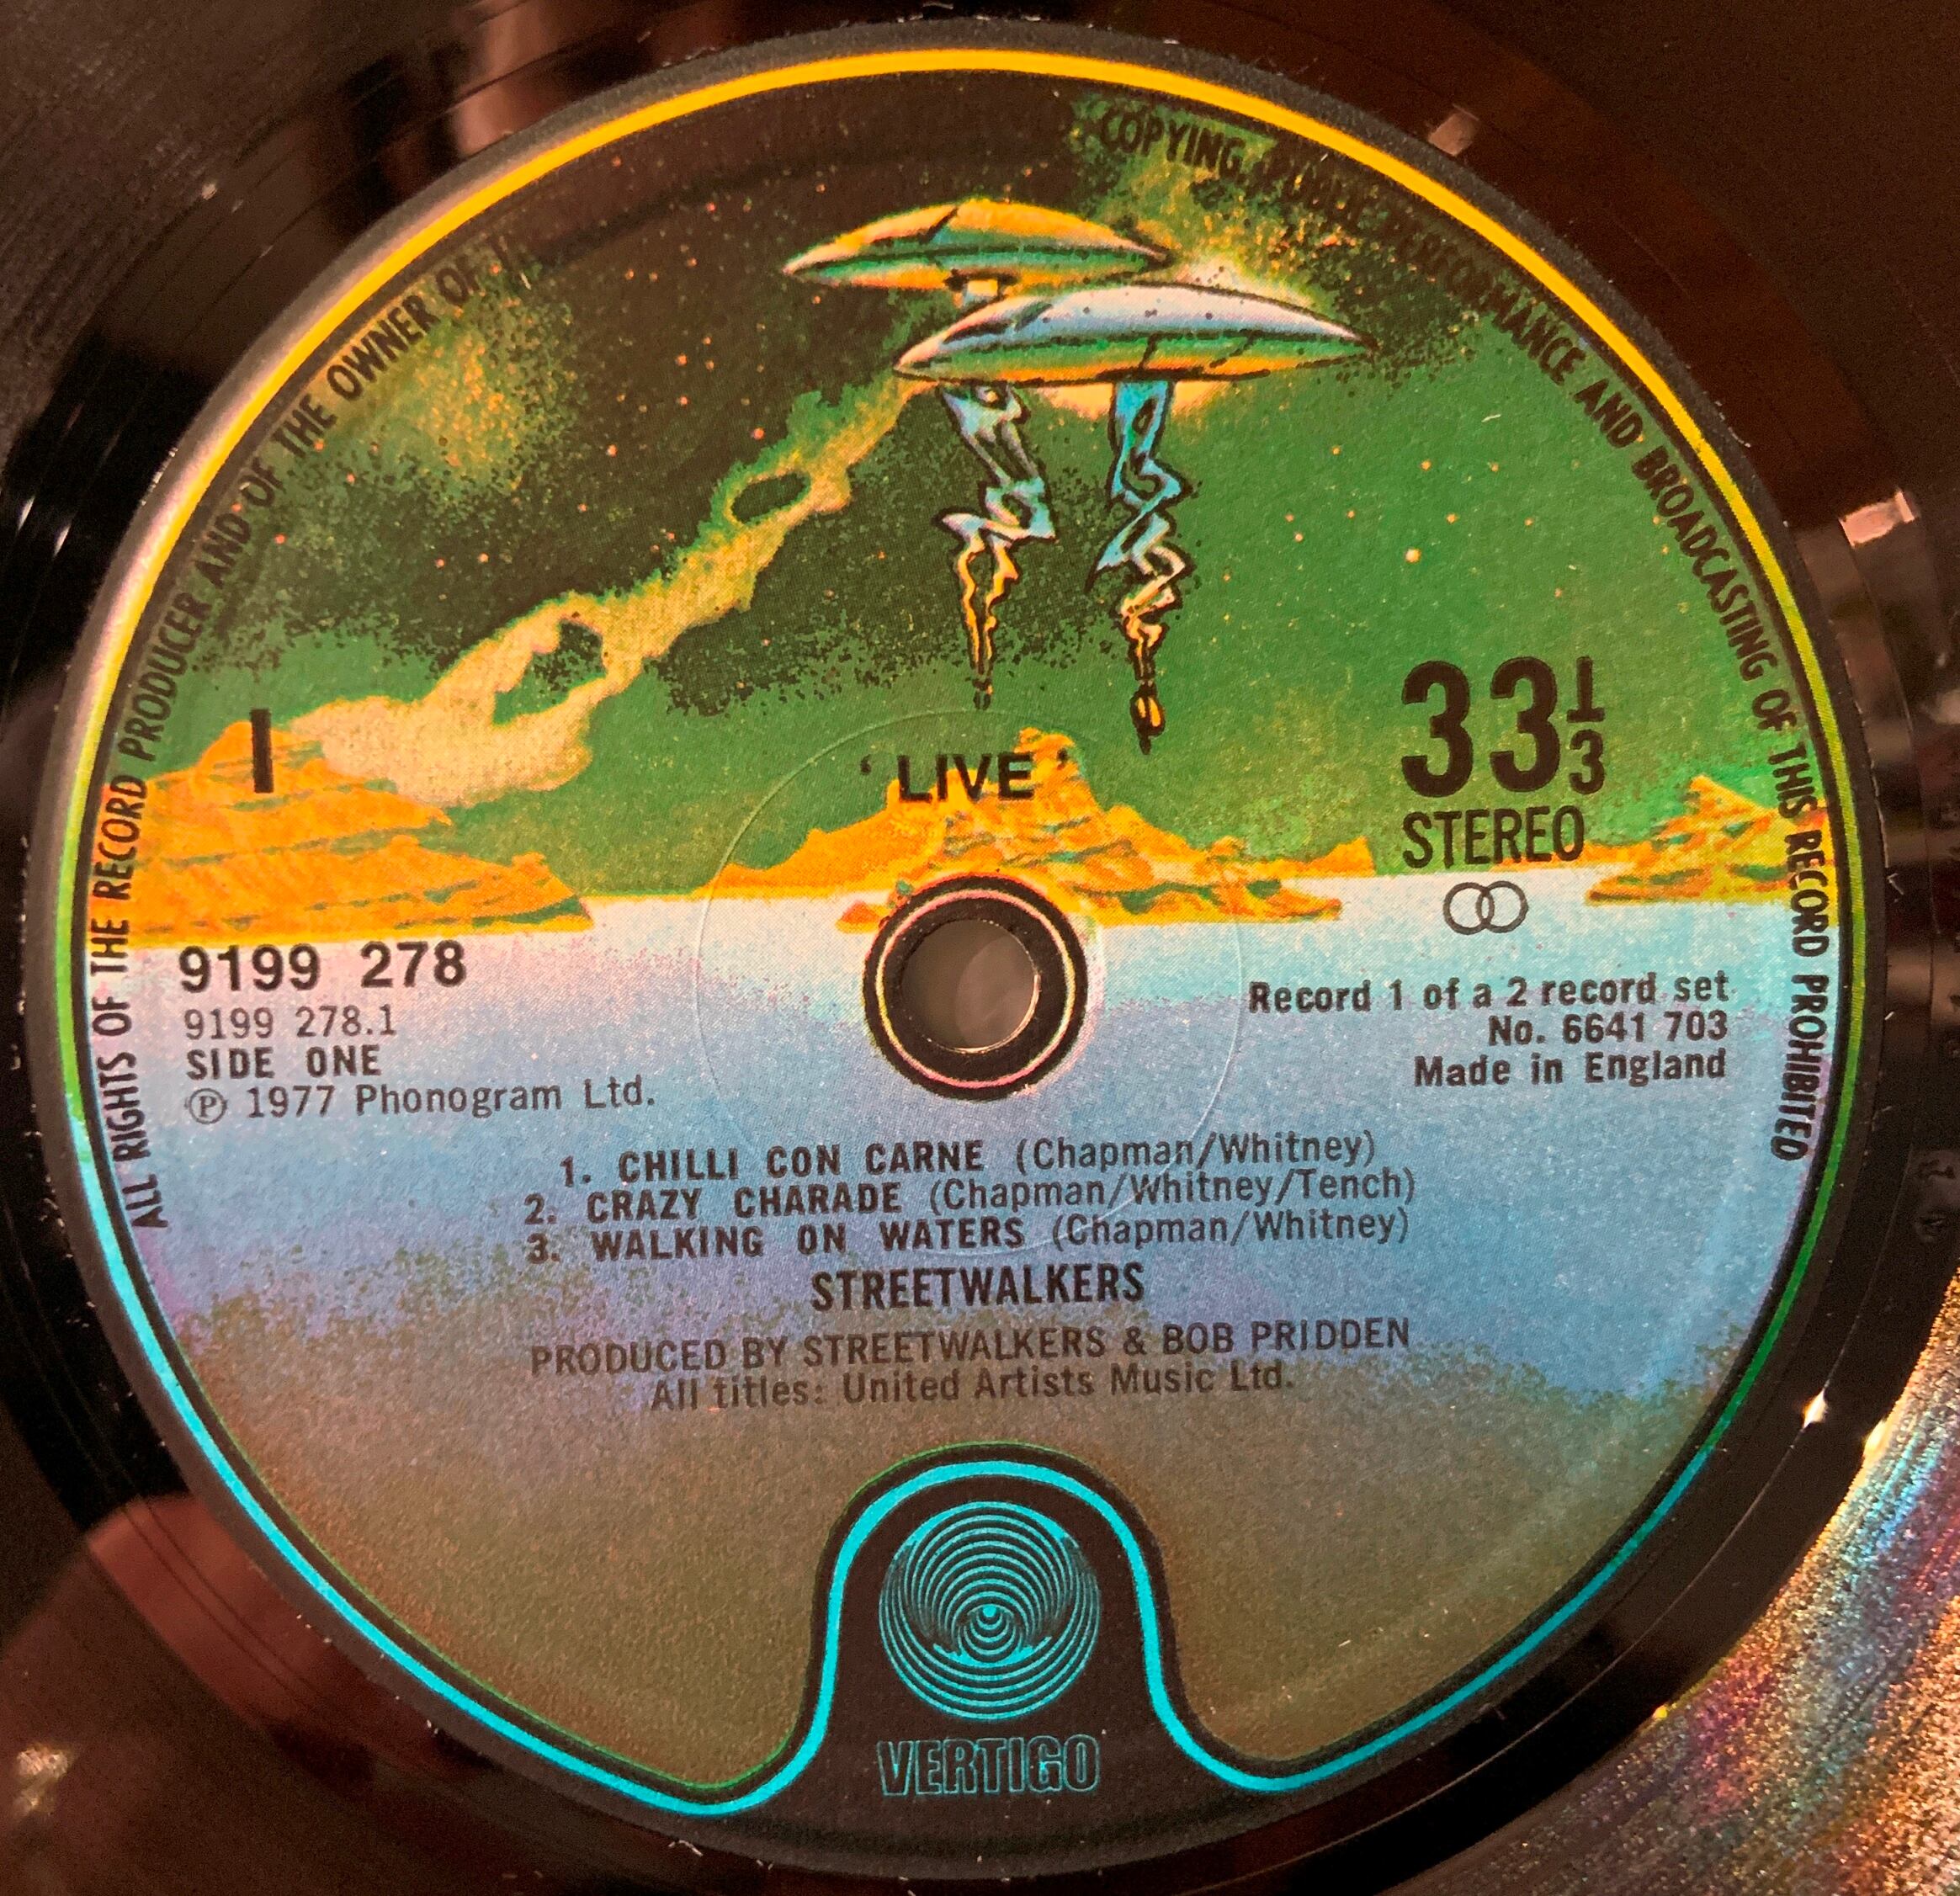 ALL RIGHTS OF THE RECORD PRODUCER AND OF THE OWNER OF
COPYING, PUBLIC PERFORMANCE AND BROADCASTING OF THIS RECORD PROHIBITED
I
'LIVE'
33 1/3
STEREO
9199 278
9199 278.1
SIDE ONE
Ⓟ 1977 Phonogram Ltd.
Record 1 of a 2 record set
No. 6641 703
Made in England
1. CHILLI CON CARNE (Chapman/Whitney)
2. CRAZY CHARADE (Chapman/Whitney/Tench)
3. WALKING ON WATERS (Chapman/Whitney)
STREETWALKERS
PRODUCED BY STREETWALKERS & BOB PRIDDEN
All titles: United Artists Music Ltd.
VERTIGO